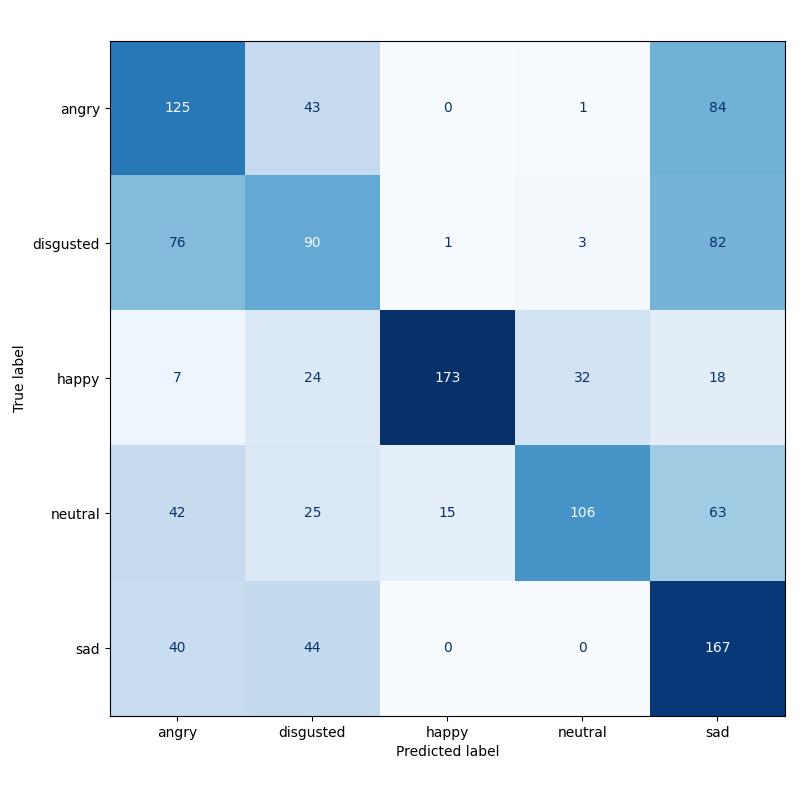 angry 125 43 0 1 84
disgusted 76 90 1 3 82
happy 7 24 173 32 18
neutral 42 25 15 106 63
sad 40 44 0 0 167
angry disgusted happy neutral sad
Predicted label
True label